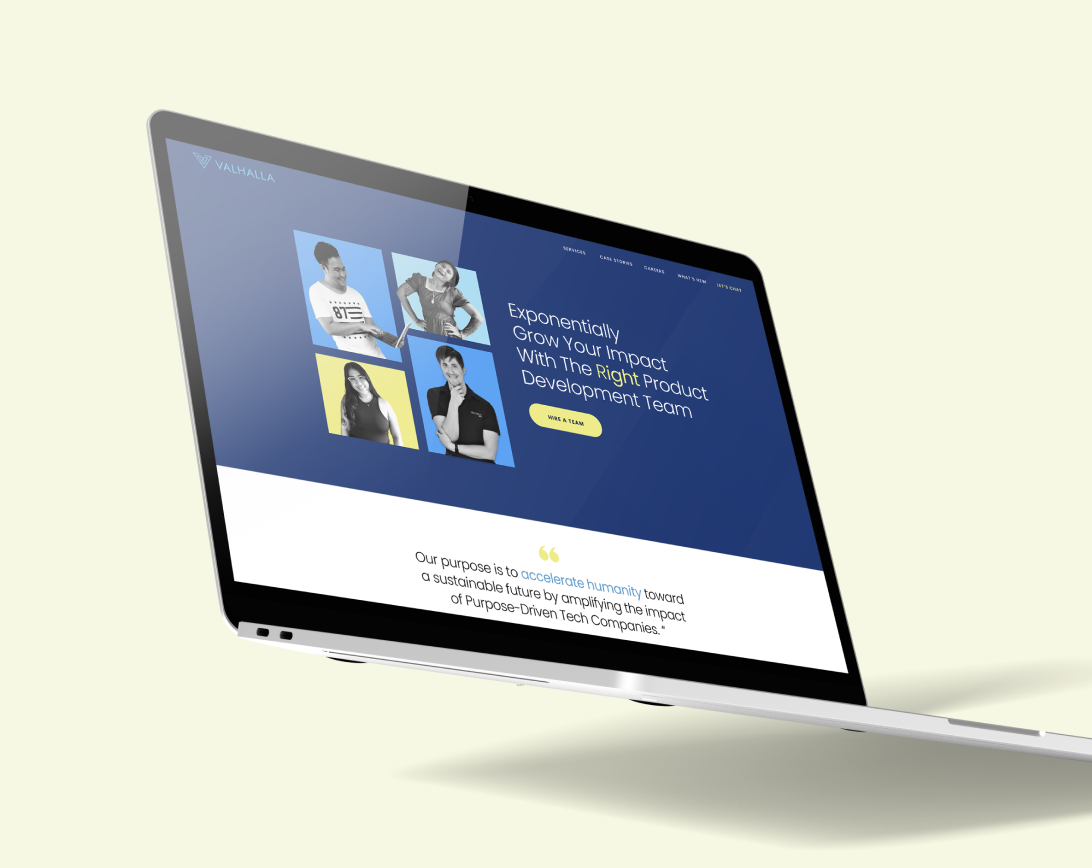 VALHALLA
SERVICES
CASE STORIES
CAREERS
WHAT'S NEW
LET'S CHAT
87
Exponentially
Grow Your Impact
With The Right Product
Development Team
HIRE A TEAM
“
Our purpose is to accelerate humanity toward
a sustainable future by amplifying the impact
of Purpose-Driven Tech Companies.”